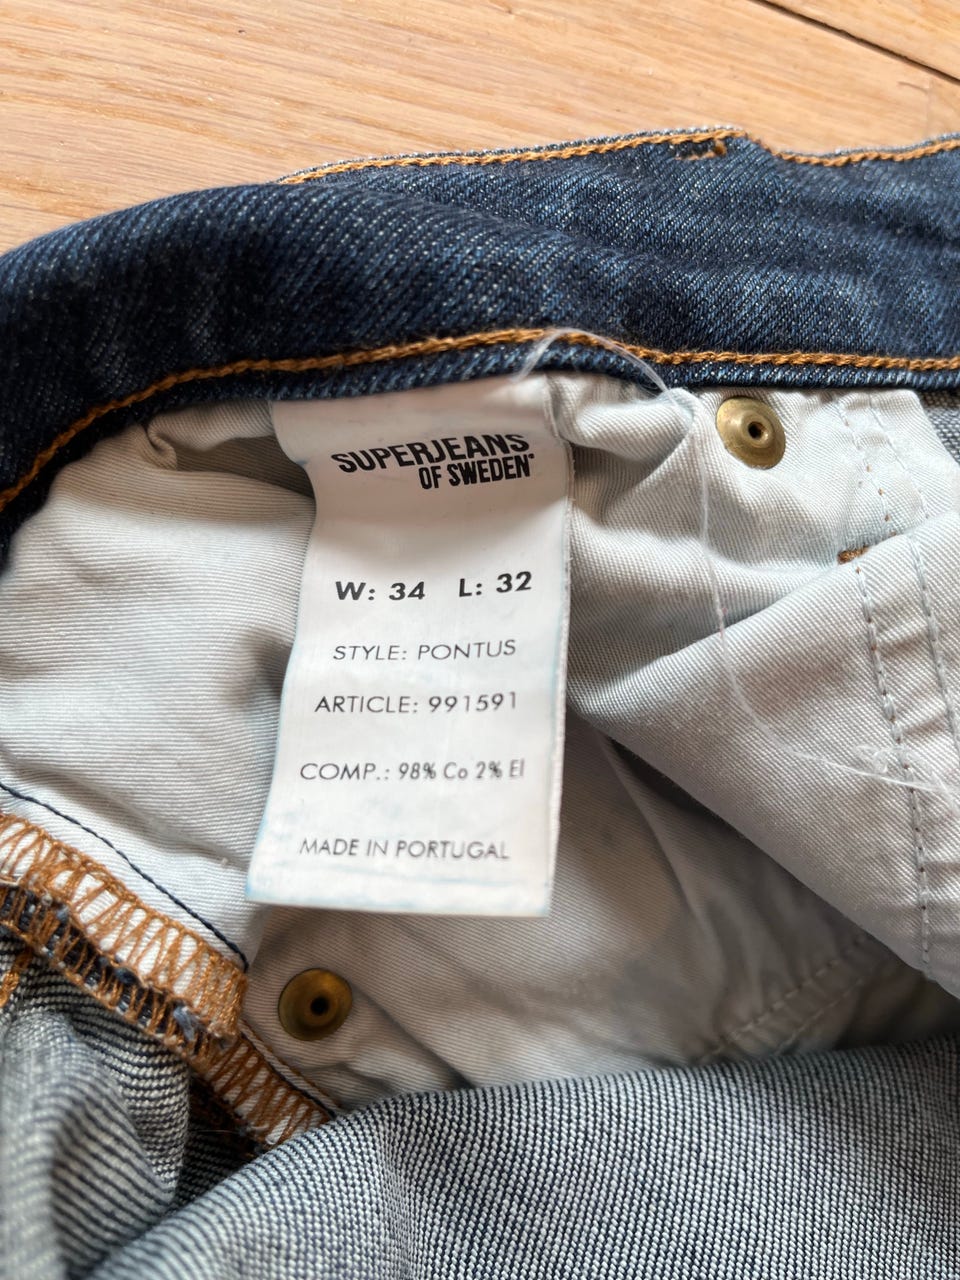 SUPERJEANS
OF SWEDEN®
W: 34 L: 32
STYLE: PONTUS
ARTICLE: 991591
COMP.: 98% Co 2% El
MADE IN PORTUGAL